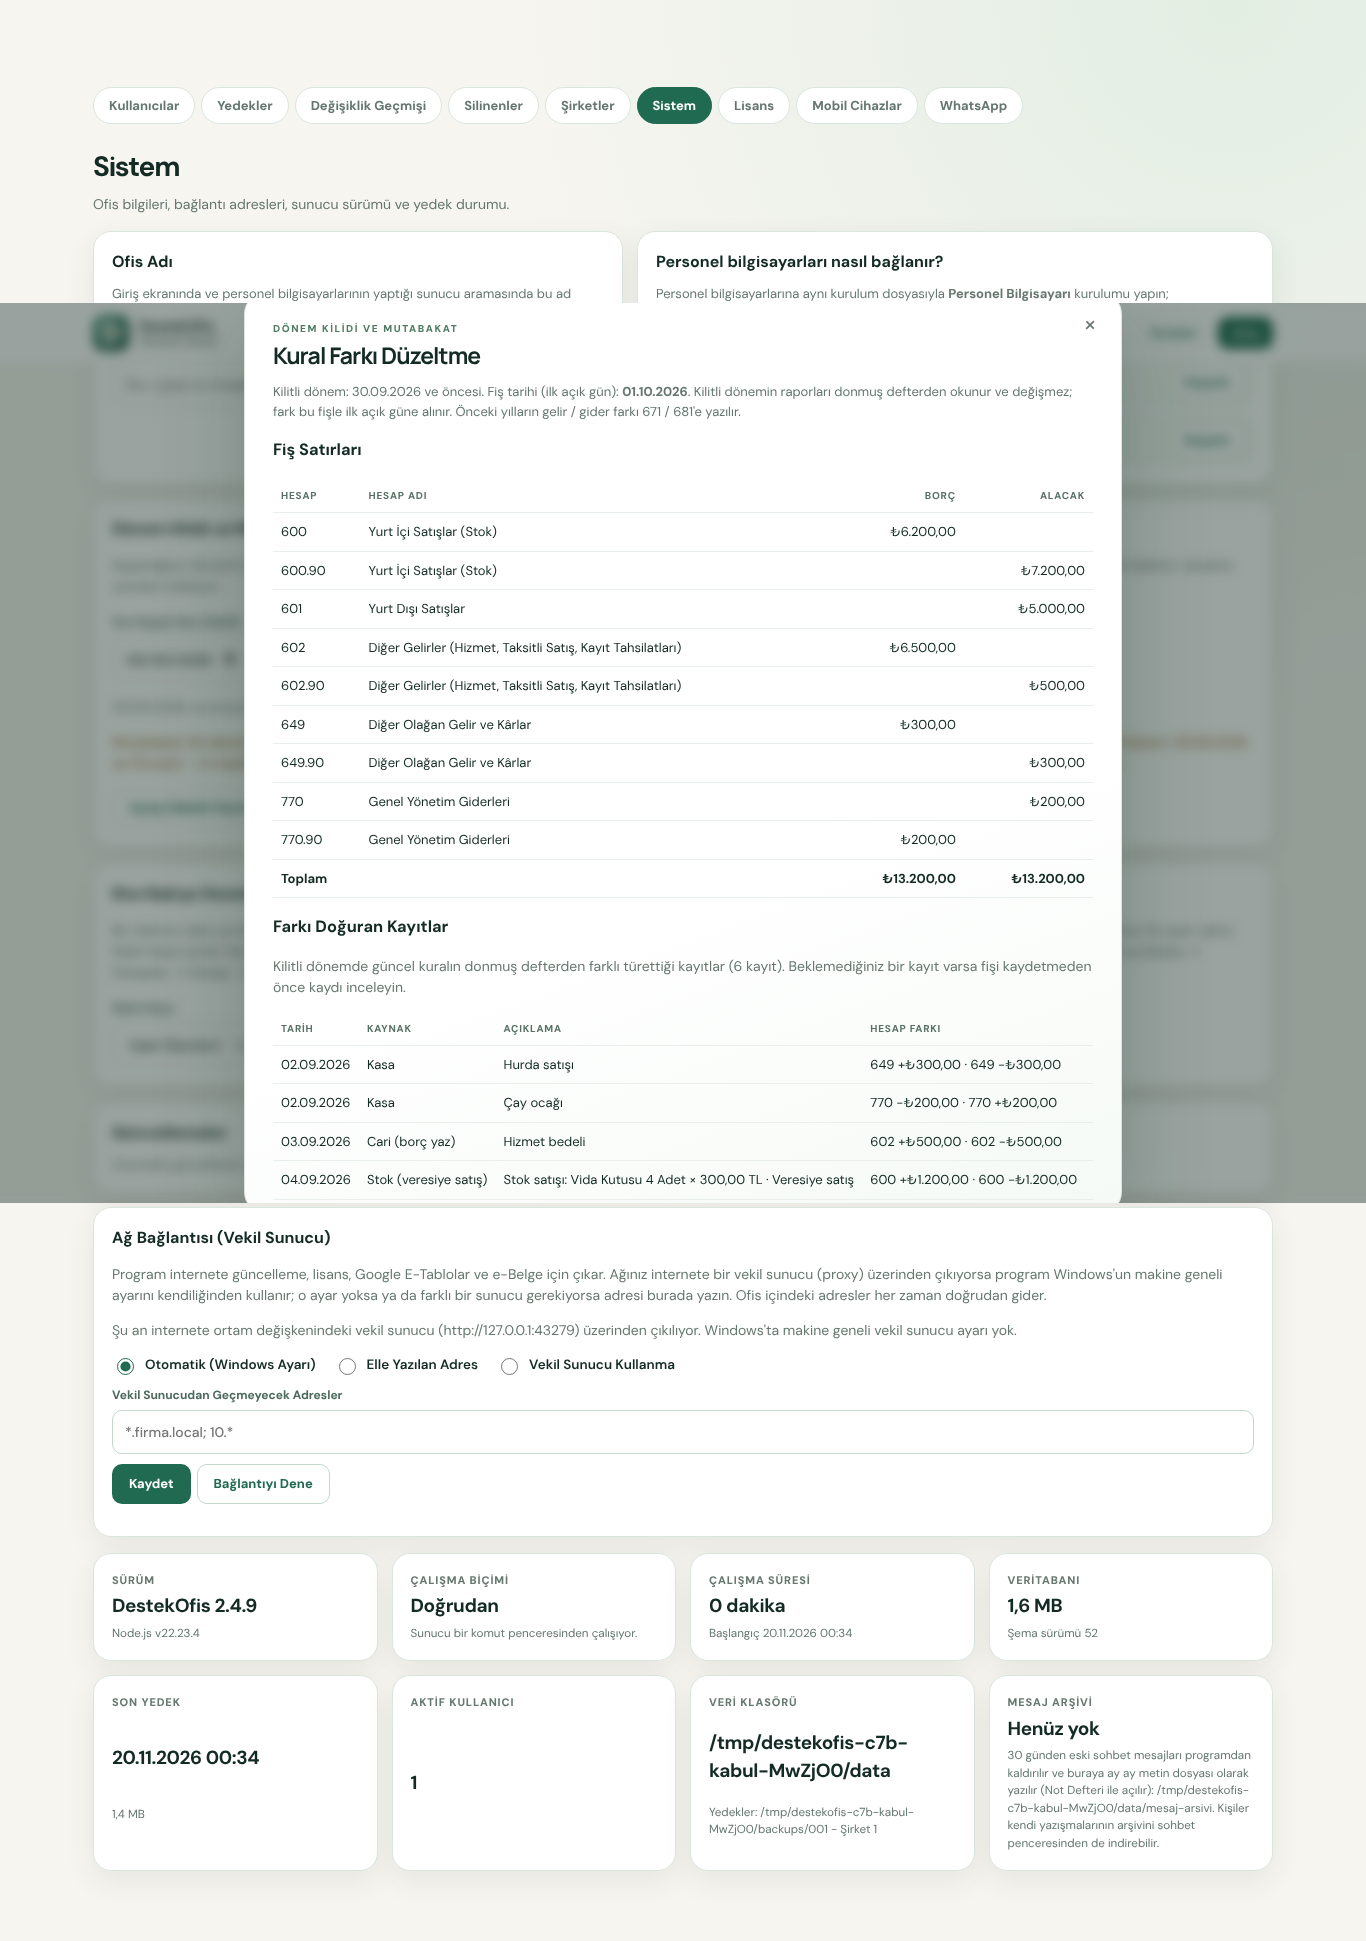 Kullanıcılar
Yedekler
Değişiklik Geçmişi
Silinenler
Şirketler
Sistem
Lisans
Mobil Cihazlar
WhatsApp
Sistem
Ofis bilgileri, bağlantı adresleri, sunucu sürümü ve yedek durumu.
Ofis Adı
Giriş ekranında ve personel bilgisayarlarının yaptığı sunucu aramasında bu ad
Personel bilgisayarları nasıl bağlanır?
Personel bilgisayarlarına aynı kurulum dosyasıyla Personel Bilgisayarı kurulumu yapın;
DÖNEM KİLİDİ VE MUTABAKAT
×
Kural Farkı Düzeltme
Kilitli dönem: 30.09.2026 ve öncesi. Fiş tarihi (ilk açık gün): 01.10.2026. Kilitli dönemin raporları donmuş defterden okunur ve değişmez;
fark bu fişle ilk açık güne alınır. Önceki yılların gelir / gider farkı 671 / 681'e yazılır.
Fiş Satırları
HESAP HESAP ADI BORÇ ALACAK
600 Yurt İçi Satışlar (Stok) ₺6.200,00
600.90 Yurt İçi Satışlar (Stok) ₺7.200,00
601 Yurt Dışı Satışlar ₺5.000,00
602 Diğer Gelirler (Hizmet, Taksitli Satış, Kayıt Tahsilatları) ₺6.500,00
602.90 Diğer Gelirler (Hizmet, Taksitli Satış, Kayıt Tahsilatları) ₺500,00
649 Diğer Olağan Gelir ve Kârlar ₺300,00
649.90 Diğer Olağan Gelir ve Kârlar ₺300,00
770 Genel Yönetim Giderleri ₺200,00
770.90 Genel Yönetim Giderleri ₺200,00
Toplam ₺13.200,00 ₺13.200,00
Farkı Doğuran Kayıtlar
Kilitli dönemde güncel kuralın donmuş defterden farklı türettiği kayıtlar (6 kayıt). Beklemediğiniz bir kayıt varsa fişi kaydetmeden
önce kaydı inceleyin.
TARİH KAYNAK AÇIKLAMA HESAP FARKI
02.09.2026 Kasa Hurda satışı 649 +₺300,00 · 649 -₺300,00
02.09.2026 Kasa Çay ocağı 770 -₺200,00 · 770 +₺200,00
03.09.2026 Cari (borç yaz) Hizmet bedeli 602 +₺500,00 · 602 -₺500,00
04.09.2026 Stok (veresiye satış) Stok satışı: Vida Kutusu 4 Adet × 300,00 TL · Veresiye satış 600 +₺1.200,00 · 600 -₺1.200,00
Ağ Bağlantısı (Vekil Sunucu)
Program internete güncelleme, lisans, Google E-Tablolar ve e-Belge için çıkar. Ağınız internete bir vekil sunucu (proxy) üzerinden çıkıyorsa program Windows'un makine geneli
ayarını kendiliğinden kullanır; o ayar yoksa ya da farklı bir sunucu gerekiyorsa adresi burada yazın. Ofis içindeki adresler her zaman doğrudan gider.
Şu an internete ortam değişkenindeki vekil sunucu (http://127.0.0.1:43279) üzerinden çıkılıyor. Windows'ta makine geneli vekil sunucu ayarı yok.
Otomatik (Windows Ayarı)
Elle Yazılan Adres
Vekil Sunucu Kullanma
Vekil Sunucudan Geçmeyecek Adresler
*.firma.local; 10.*
Kaydet
Bağlantıyı Dene
SÜRÜM
DestekOfis 2.4.9
Node.js v22.23.4
ÇALIŞMA BİÇİMİ
Doğrudan
Sunucu bir komut penceresinden çalışıyor.
ÇALIŞMA SÜRESİ
0 dakika
Başlangıç 20.11.2026 00:34
VERİTABANI
1,6 MB
Şema sürümü 52
SON YEDEK
20.11.2026 00:34
1,4 MB
AKTİF KULLANICI
1
VERİ KLASÖRÜ
/tmp/destekofis-c7b-
kabul-MwZjO0/data
Yedekler: /tmp/destekofis-c7b-kabul-
MwZjO0/backups/001 - Şirket 1
MESAJ ARŞİVİ
Henüz yok
30 günden eski sohbet mesajları programdan
kaldırılır ve buraya ay ay metin dosyası olarak
yazılır (Not Defteri ile açılır): /tmp/destekofis-
c7b-kabul-MwZjO0/data/mesaj-arsivi. Kişiler
kendi yazışmalarının arşivini sohbet
penceresinden de indirebilir.